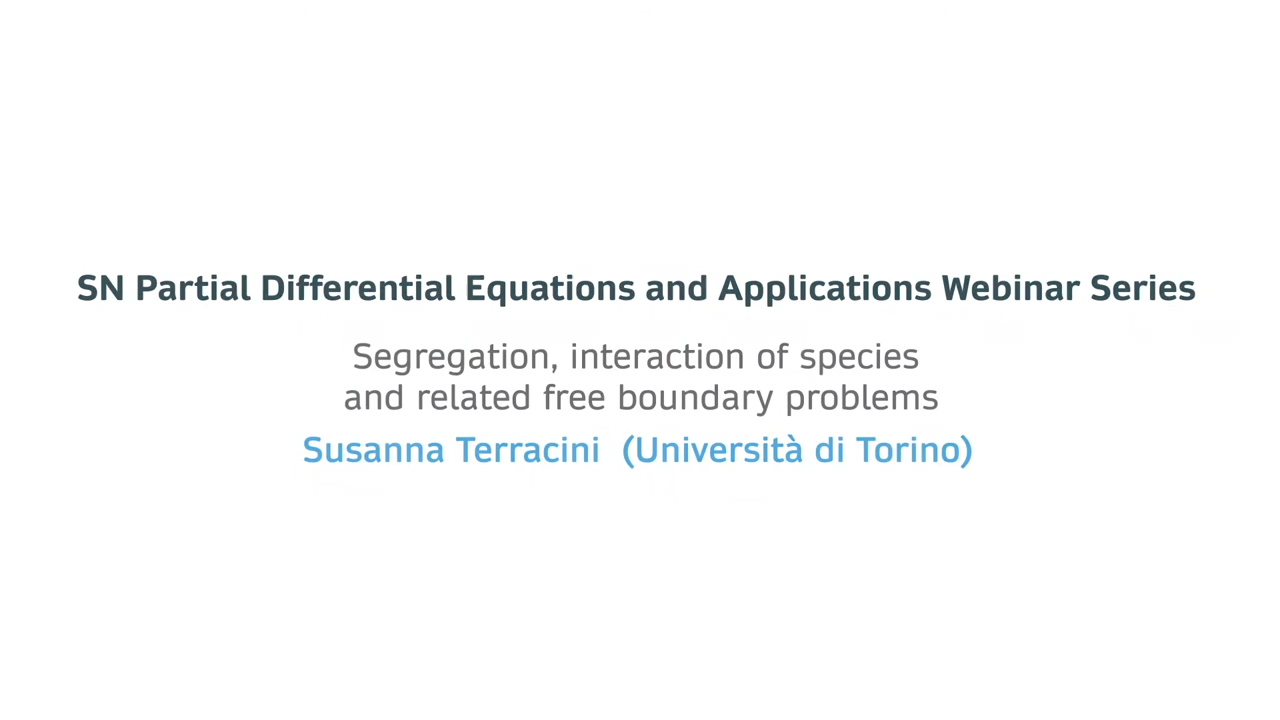 SN Partial Differential Equations and Applications Webinar Series
Segregation, interaction of species
and related free boundary problems
Susanna Terracini (Università di Torino)